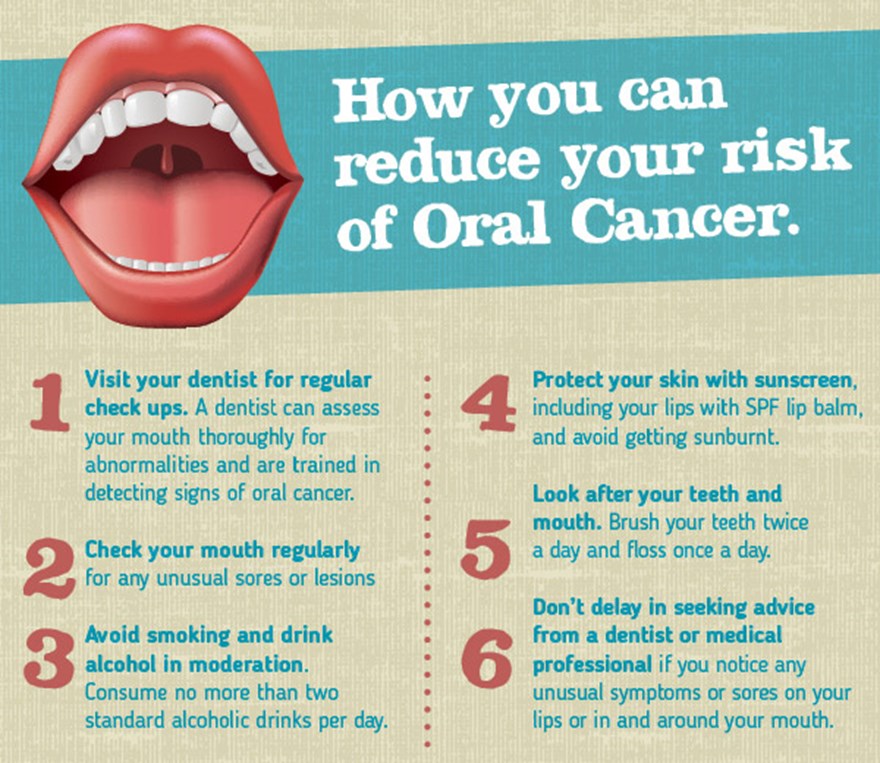 How you can
reduce your risk
of Oral Cancer.
1
Visit your dentist for regular
check ups. A dentist can assess
your mouth thoroughly for
abnormalities and are trained in
detecting signs of oral cancer.
2
Check your mouth regularly
for any unusual sores or lesions
3
Avoid smoking and drink
alcohol in moderation.
Consume no more than two
standard alcoholic drinks per day.
4
Protect your skin with sunscreen,
including your lips with SPF lip balm,
and avoid getting sunburnt.
5
Look after your teeth and
mouth. Brush your teeth twice
a day and floss once a day.
6
Don't delay in seeking advice
from a dentist or medical
professional if you notice any
unusual symptoms or sores on your
lips or in and around your mouth.